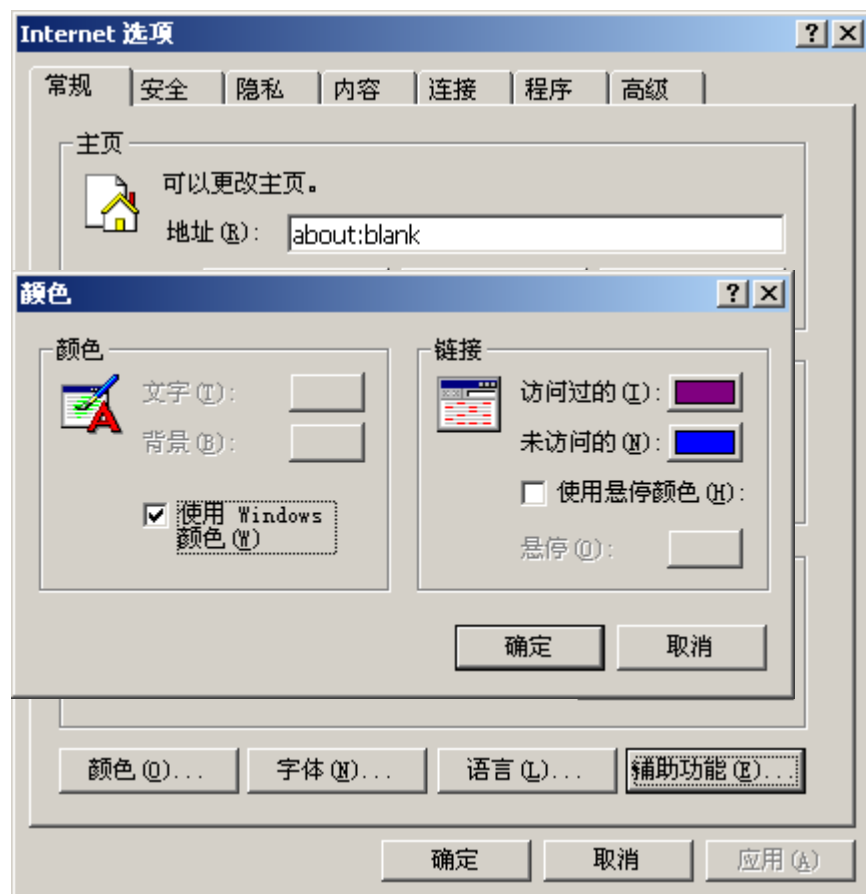 Internet 选项
常规 安全 隐私 内容 连接 程序 高级
主页
可以更改主页。
地址(R): about:blank
颜色
颜色
文字(T):
背景(B):
使用 Windows
颜色(W)
链接
访问过的(I):
未访问的(N):
使用悬停颜色(H):
悬停(O):
确定 取消
颜色(O)... 字体(N)... 语言(L)... 辅助功能(E)...
确定 取消 应用(A)